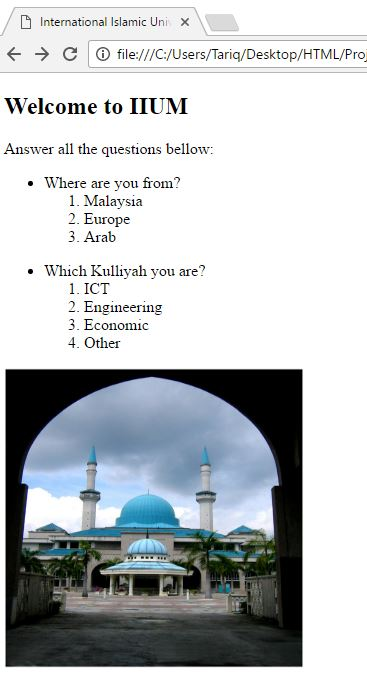 International Islamic Univ
file:///C:/Users/Tariq/Desktop/HTML/Proj
Welcome to IIUM
Answer all the questions bellow:
• Where are you from?
1. Malaysia
2. Europe
3. Arab
• Which Kulliyah you are?
1. ICT
2. Engineering
3. Economic
4. Other